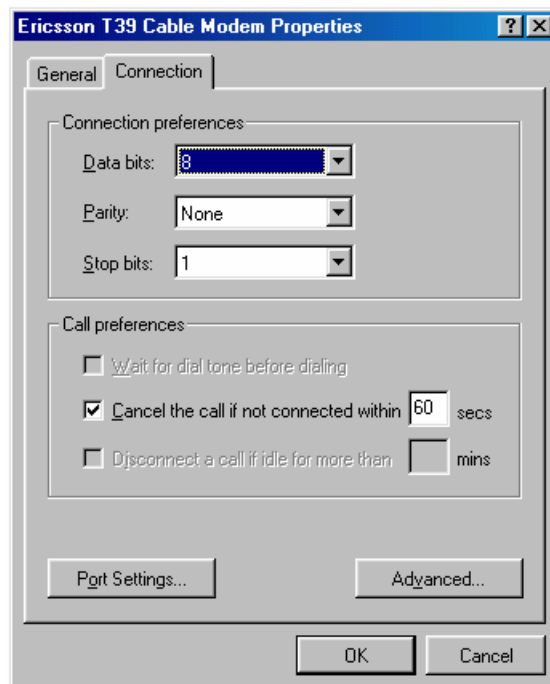 Ericsson T39 Cable Modem Properties
General Connection
Connection preferences
Data bits: 8
Parity: None
Stop bits: 1
Call preferences
Wait for dial tone before dialing
Cancel the call if not connected within 60 secs
Disconnect a call if idle for more than mins
Port Settings... Advanced...
OK Cancel